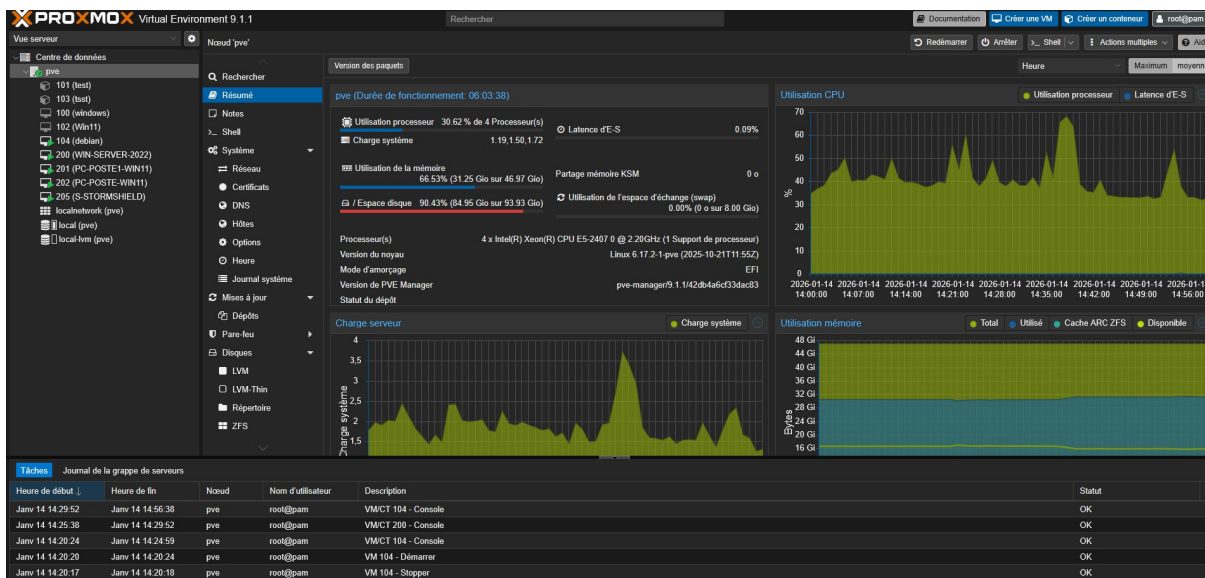 PROXMOX Virtual Environment 9.1.1
Rechercher
Documentation
Créer une VM
Créer un conteneur
root@pam
Vue serveur
Nœud 'pve'
Redémarrer
Arrêter
Shell
Actions multiples
Aid
Centre de données
pve
101 (test)
103 (tsst)
100 (windows)
102 (Win11)
104 (debian)
200 (WIN-SERVER-2022)
201 (PC-POSTE1-WIN11)
202 (PC-POSTE-WIN11)
205 (S-STORMSHIELD)
localnetwork (pve)
local (pve)
local-lvm (pve)
Rechercher
Résumé
Notes
Shell
Système
Réseau
Certificats
DNS
Hôtes
Options
Heure
Journal système
Mises à jour
Dépôts
Pare-feu
Disques
LVM
LVM-Thin
Répertoire
ZFS
Version des paquets
Heure
Maximum
moyenn
pve (Durée de fonctionnement: 06:03:38)
Utilisation processeur 30.62 % de 4 Processeur(s)
Latence d'E-S 0.09%
Charge système 1.19,1.50,1.72
Utilisation de la mémoire
66.53% (31.25 Gio sur 46.97 Gio)
Partage mémoire KSM 0 o
/ Espace disque 90.43% (84.95 Gio sur 93.93 Gio)
Utilisation de l'espace d'échange (swap)
0.00% (0 o sur 8.00 Gio)
Processeur(s) 4 x Intel(R) Xeon(R) CPU E5-2407 0 @ 2.20GHz (1 Support de processeur)
Version du noyau Linux 6.17.2-1-pve (2025-10-21T11:55Z)
Mode d'amorçage EFI
Version de PVE Manager pve-manager/9.1.1/42db4a6cf33dac83
Statut du dépôt
Utilisation CPU
Utilisation processeur
Latence d'E-S
70
60
50
40
30
20
10
0
%
2026-01-14 2026-01-14 2026-01-14 2026-01-14 2026-01-14 2026-01-14 2026-01-14 2026-01-14 2026-01-1
14:00:00 14:07:00 14:14:00 14:21:00 14:28:00 14:35:00 14:42:00 14:49:00 14:56:00
Charge serveur
Charge système
4
3,5
3
2,5
2
1,5
Charge système
Utilisation mémoire
Total
Utilisé
Cache ARC ZFS
Disponible
48 Gi
44 Gi
40 Gi
36 Gi
32 Gi
28 Gi
24 Gi
20 Gi
16 Gi
Bytes
Tâches
Journal de la grappe de serveurs
Heure de début Heure de fin Nœud Nom d'utilisateur Description Statut
Janv 14 14:29:52 Janv 14 14:56:38 pve root@pam VM/CT 104 - Console OK
Janv 14 14:25:38 Janv 14 14:29:52 pve root@pam VM/CT 200 - Console OK
Janv 14 14:20:24 Janv 14 14:24:59 pve root@pam VM/CT 104 - Console OK
Janv 14 14:20:20 Janv 14 14:20:24 pve root@pam VM 104 - Démarrer OK
Janv 14 14:20:17 Janv 14 14:20:18 pve root@pam VM 104 - Stopper OK